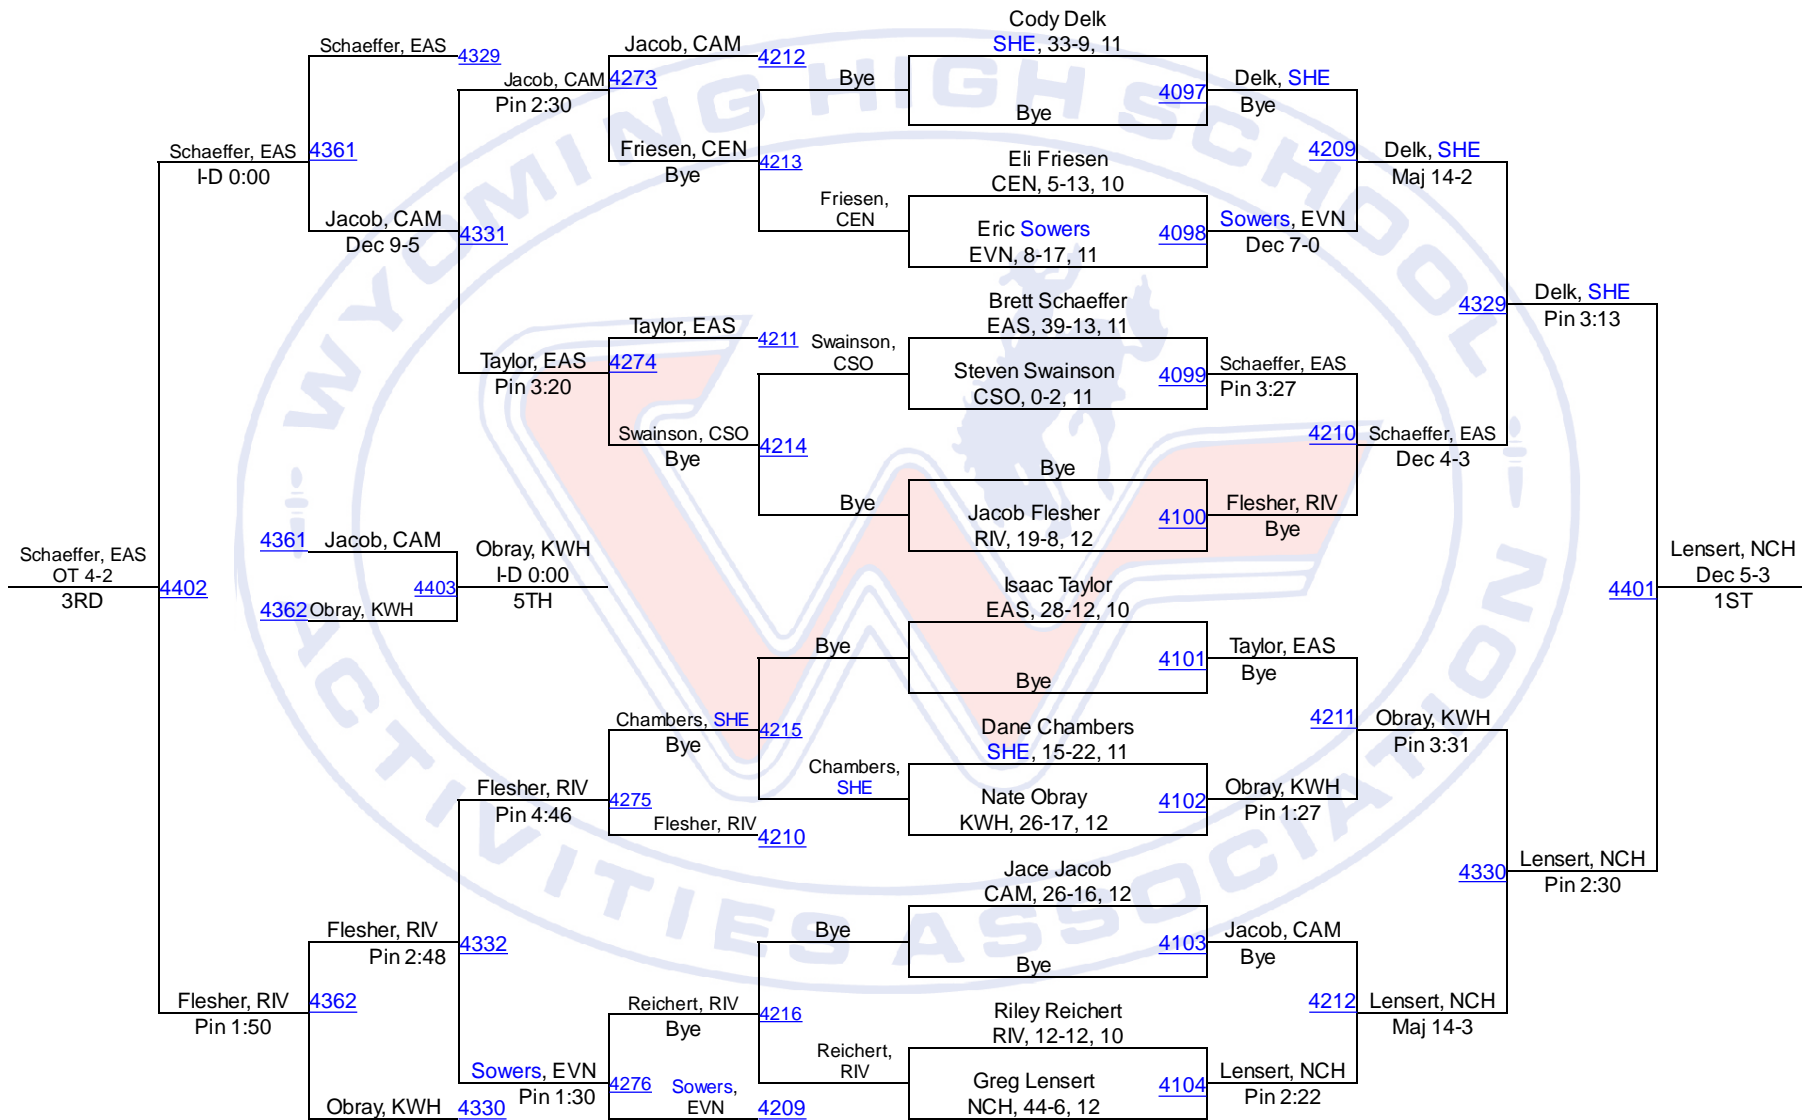 Cody Delk
SHE, 33-9, 11
Schaeffer, EAS
4329
Jacob, CAM
4212
Jacob, CAM
4273
Pin 2:30
Bye
4097
Delk, SHE
Bye
Bye
Schaeffer, EAS
4361
I-D 0:00
Friesen, CEN
4213
Bye
Eli Friesen
CEN, 5-13, 10
4209
Delk, SHE
Maj 14-2
Friesen,
CEN
Jacob, CAM
4331
Dec 9-5
Eric Sowers
EVN, 8-17, 11
4098
Sowers, EVN
Dec 7-0
Brett Schaeffer
EAS, 39-13, 11
4329
Delk, SHE
Pin 3:13
Taylor, EAS
4211
Swainson,
CSO
Taylor, EAS
4274
Pin 3:20
Steven Swainson
CSO, 0-2, 11
4099
Schaeffer, EAS
Pin 3:27
Swainson, CSO
4214
Bye
4210
Schaeffer, EAS
Dec 4-3
Bye
Bye
Jacob Flesher
RIV, 19-8, 12
4100
Flesher, RIV
Bye
4361
Jacob, CAM
Obray, KWH
I-D 0:00
5TH
4403
4362
Obray, KWH
Schaeffer, EAS
OT 4-2
3RD
4402
Lensert, NCH
Dec 5-3
1ST
4401
Isaac Taylor
EAS, 28-12, 10
Bye
4101
Taylor, EAS
Bye
Bye
Chambers, SHE
4215
Bye
Dane Chambers
SHE, 15-22, 11
4211
Obray, KWH
Pin 3:31
Chambers,
SHE
Flesher, RIV
4275
Pin 4:46
Nate Obray
KWH, 26-17, 12
4102
Obray, KWH
Pin 1:27
Flesher, RIV
4210
Jace Jacob
CAM, 26-16, 12
4330
Lensert, NCH
Pin 2:30
Flesher, RIV
4332
Pin 2:48
Bye
4103
Jacob, CAM
Bye
Bye
Flesher, RIV
4362
Pin 1:50
Reichert, RIV
4216
Bye
Riley Reichert
RIV, 12-12, 10
4212
Lensert, NCH
Maj 14-3
Reichert,
RIV
Sowers, EVN
4276
Pin 1:30
Sowers,
EVN
4209
Greg Lensert
NCH, 44-6, 12
4104
Lensert, NCH
Pin 2:22
Obray, KWH
4330
WYOMING HIGH SCHOOL
ACTIVITIES ASSOCIATION